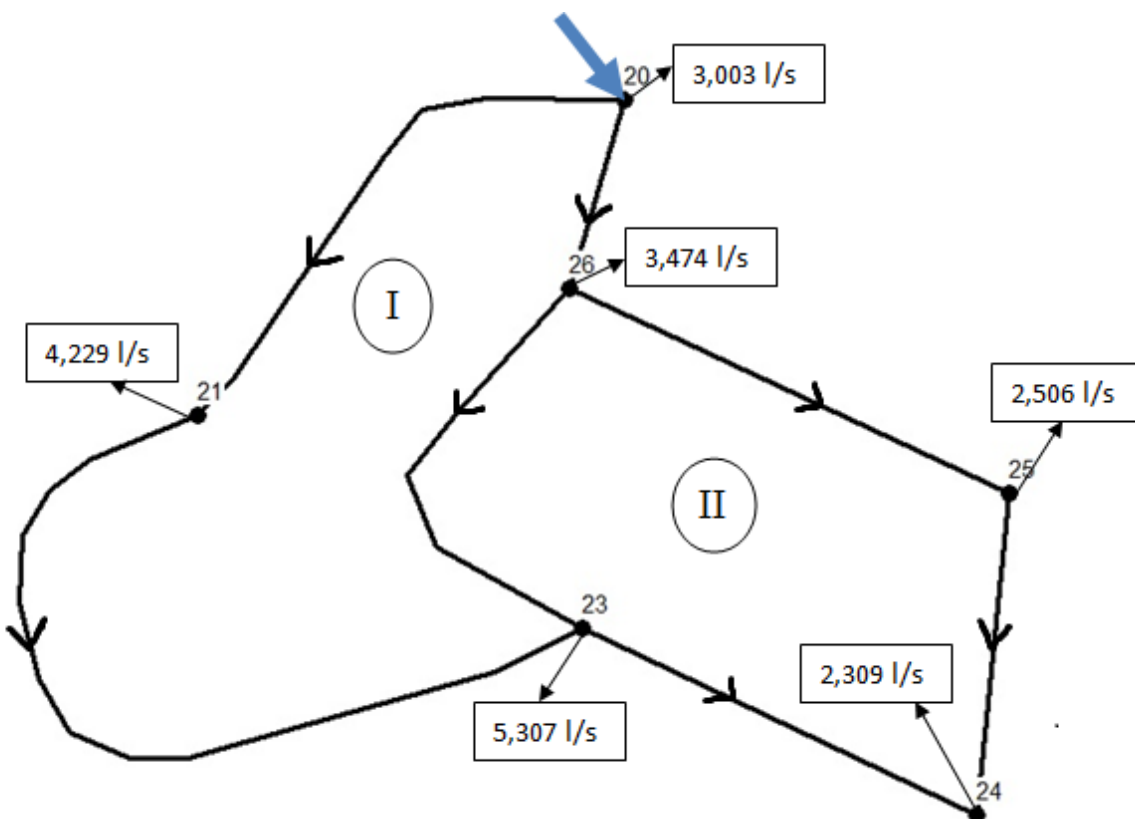 20
3,003 l/s
26
3,474 l/s
I
4,229 l/s
21
2,506 l/s
25
II
23
2,309 l/s
5,307 l/s
24